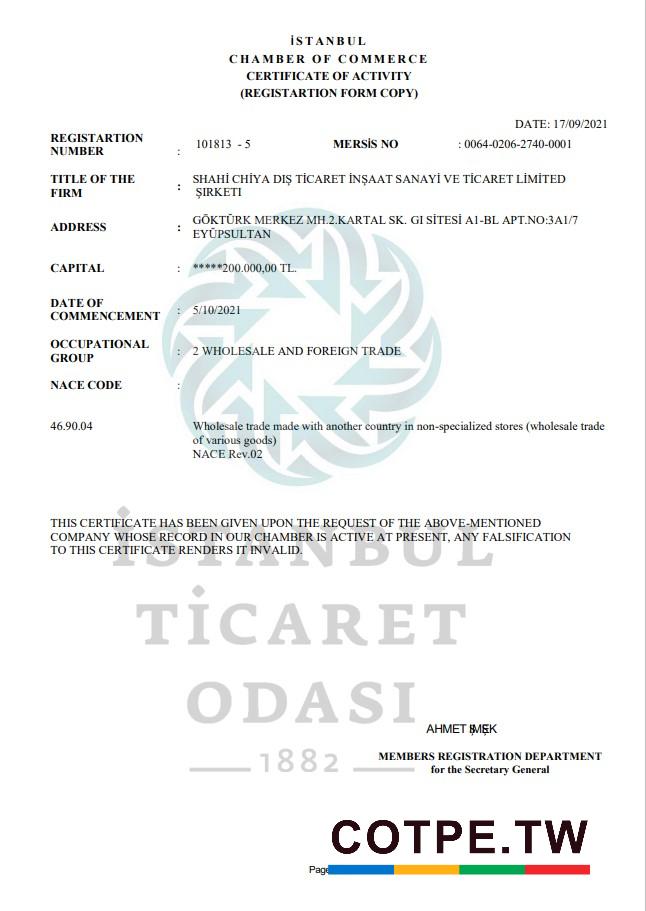 İSTANBUL
CHAMBER OF COMMERCE
CERTIFICATE OF ACTIVITY
(REGISTARTION FORM COPY)
DATE: 17/09/2021
REGISTARTION NUMBER : 101813 - 5 MERSİS NO : 0064-0206-2740-0001
TITLE OF THE FIRM : SHAHİ CHİYA DIŞ TİCARET İNŞAAT SANAYİ VE TİCARET LİMİTED
ŞIRKETI
ADDRESS : GÖKTÜRK MERKEZ MH.2.KARTAL SK. GI SİTESİ A1-BL APT.NO:3A1/7
EYÜPSULTAN
CAPITAL : *****200.000,00 TL.
DATE OF COMMENCEMENT : 5/10/2021
OCCUPATIONAL GROUP : 2 WHOLESALE AND FOREIGN TRADE
NACE CODE :
46.90.04 Wholesale trade made with another country in non-specialized stores (wholesale trade
of various goods)
NACE Rev.02
THIS CERTIFICATE HAS BEEN GIVEN UPON THE REQUEST OF THE ABOVE-MENTIONED
COMPANY WHOSE RECORD IN OUR CHAMBER IS ACTIVE AT PRESENT, ANY FALSIFICATION
TO THIS CERTIFICATE RENDERS IT INVALID.
İSTANBUL
TİCARET
ODASI
1882
AHMET
MEMBERS REGISTRATION DEPARTMENT
for the Secretary General
COTPE.TW
Page